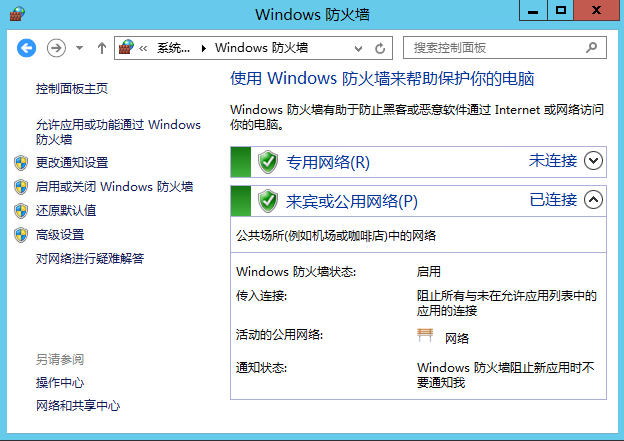 Windows 防火墙
系统...
Windows 防火墙
搜索控制面板
控制面板主页
允许应用或功能通过 Windows
防火墙
更改通知设置
启用或关闭 Windows 防火墙
还原默认值
高级设置
对网络进行疑难解答
另请参阅
操作中心
网络和共享中心
使用 Windows 防火墙来帮助保护你的电脑
Windows 防火墙有助于防止黑客或恶意软件通过 Internet 或网络访问
你的电脑。
专用网络(R) 未连接
来宾或公用网络(P) 已连接
公共场所(例如机场或咖啡店)中的网络
Windows 防火墙状态: 启用
传入连接: 阻止所有与未在允许应用列表中的
应用的连接
活动的公用网络: 网络
通知状态: Windows 防火墙阻止新应用时不
要通知我